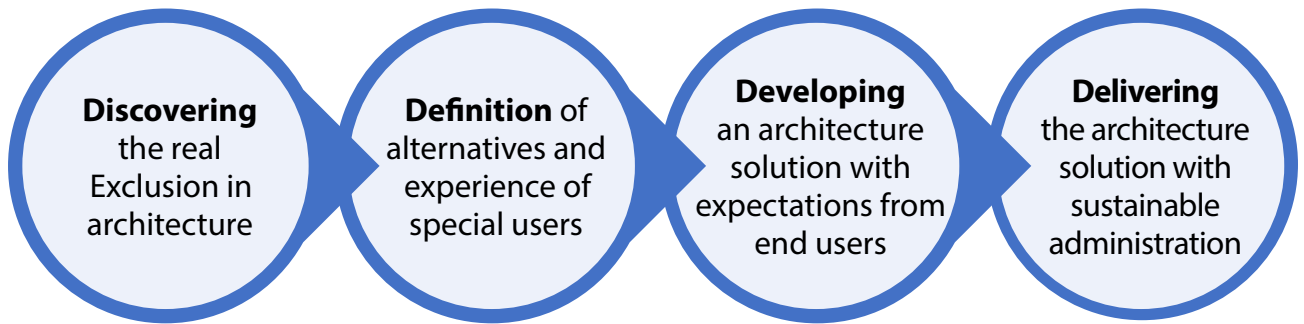 Discovering
the real
Exclusion in
architecture
Definition of
alternatives and
experience of
special users
Developing
an architecture
solution with
expectations from
end users
Delivering
the architecture
solution with
sustainable
administration